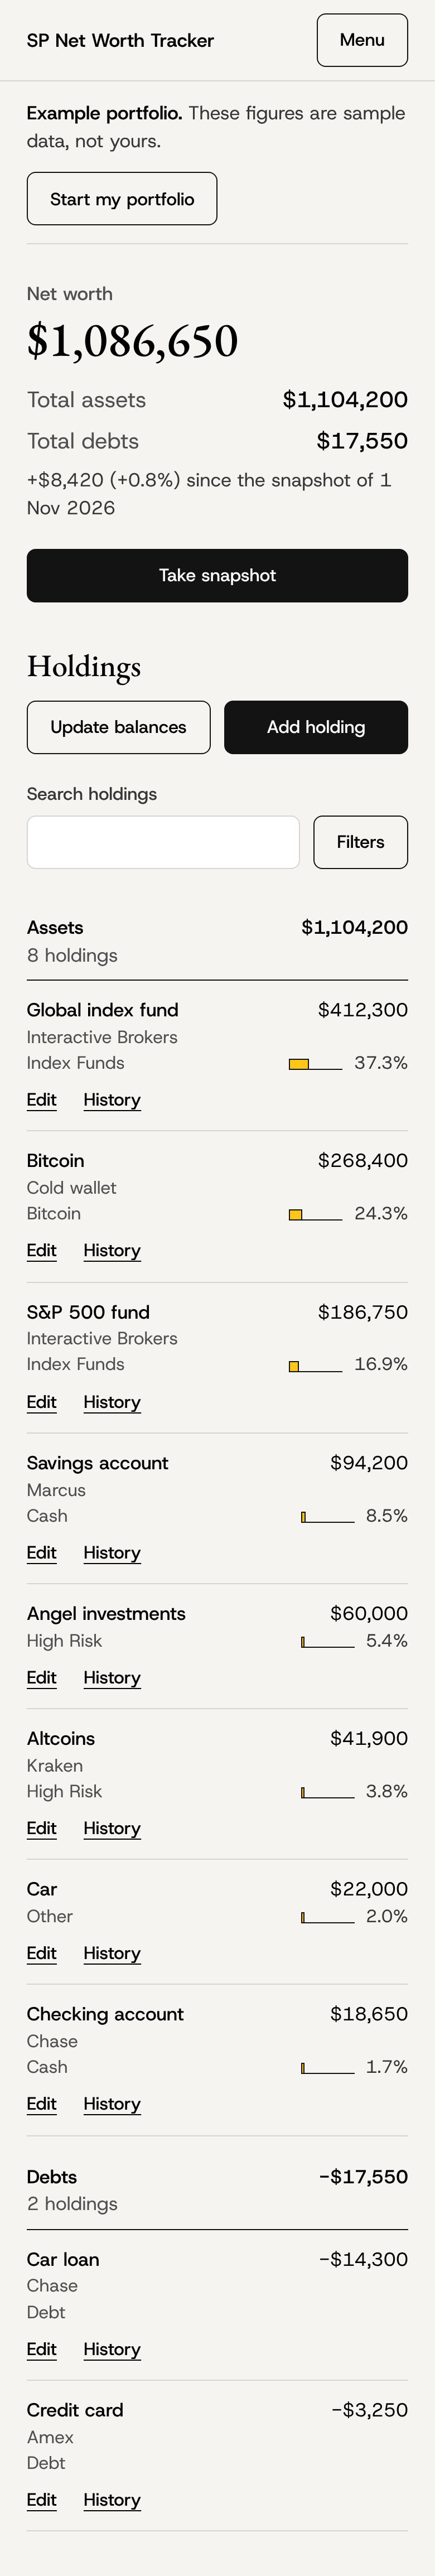 SP Net Worth Tracker
Menu
Example portfolio. These figures are sample
data, not yours.
Start my portfolio
Net worth
$1,086,650
Total assets $1,104,200
Total debts $17,550
+$8,420 (+0.8%) since the snapshot of 1
Nov 2026
Take snapshot
Holdings
Update balances
Add holding
Search holdings
Filters
Assets $1,104,200
8 holdings
Global index fund $412,300
Interactive Brokers
Index Funds 37.3%
Edit History
Bitcoin $268,400
Cold wallet
Bitcoin 24.3%
Edit History
S&P 500 fund $186,750
Interactive Brokers
Index Funds 16.9%
Edit History
Savings account $94,200
Marcus
Cash 8.5%
Edit History
Angel investments $60,000
High Risk 5.4%
Edit History
Altcoins $41,900
Kraken
High Risk 3.8%
Edit History
Car $22,000
Other 2.0%
Edit History
Checking account $18,650
Chase
Cash 1.7%
Edit History
Debts −$17,550
2 holdings
Car loan −$14,300
Chase
Debt
Edit History
Credit card −$3,250
Amex
Debt
Edit History